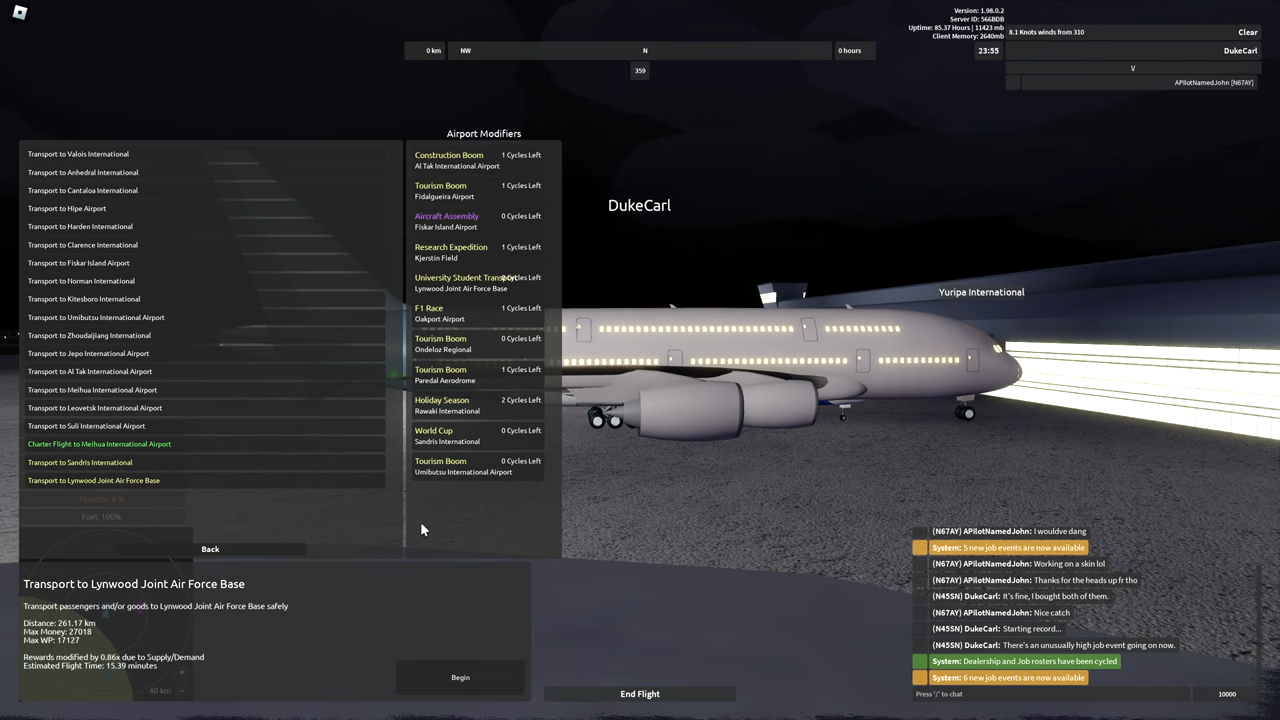 Version: 1.98.0.2
Server ID: 566BDB
Uptime: 85.37 Hours | 11423 mb
Client Memory: 2640mb
8.1 Knots winds from 310 Clear
0 km NW N 0 hours
23:55 DukeCarl
359
V
APilotNamedJohn [N67AY]
Airport Modifiers
Transport to Valois International
Transport to Anhedral International
Transport to Cantaloa International
Transport to Hipe Airport
Transport to Harden International
Transport to Clarence International
Transport to Fiskar Island Airport
Transport to Norman International
Transport to Kitesboro International
Transport to Umibutsu International Airport
Transport to Zhoudaijiang International
Transport to Jepo International Airport
Transport to Al Tak International Airport
Transport to Meihua International Airport
Transport to Leovetsk International Airport
Transport to Suli International Airport
Charter Flight to Meihua International Airport
Transport to Sandris International
Transport to Lynwood Joint Air Force Base
Throttle: 0 %
Fuel: 100%
Back
Construction Boom 1 Cycles Left
Al Tak International Airport
Tourism Boom 1 Cycles Left
Fidalgueira Airport
Aircraft Assembly 0 Cycles Left
Fiskar Island Airport
Research Expedition 1 Cycles Left
Kjerstin Field
University Student Transport Cycles Left
Lynwood Joint Air Force Base
F1 Race 1 Cycles Left
Oakport Airport
Tourism Boom 0 Cycles Left
Ondeloz Regional
Tourism Boom 1 Cycles Left
Paredal Aerodrome
Holiday Season 2 Cycles Left
Rawaki International
World Cup 0 Cycles Left
Sandris International
Tourism Boom 0 Cycles Left
Umibutsu International Airport
DukeCarl
Yuripa International
Transport to Lynwood Joint Air Force Base
Transport passengers and/or goods to Lynwood Joint Air Force Base safely
Distance: 261.17 km
Max Money: 27018
Max WP: 17127
Rewards modified by 0.86x due to Supply/Demand
Estimated Flight Time: 15.39 minutes
+
40 km -
Begin
End Flight
(N67AY) APilotNamedJohn: I wouldve dang
System: 5 new job events are now available
(N67AY) APilotNamedJohn: Working on a skin lol
(N67AY) APilotNamedJohn: Thanks for the heads up fr tho
(N45SN) DukeCarl: It's fine, I bought both of them.
(N67AY) APilotNamedJohn: Nice catch
(N45SN) DukeCarl: Starting record...
(N45SN) DukeCarl: There's an unusually high job event going on now.
System: Dealership and Job rosters have been cycled
System: 6 new job events are now available
Press '/' to chat 10000